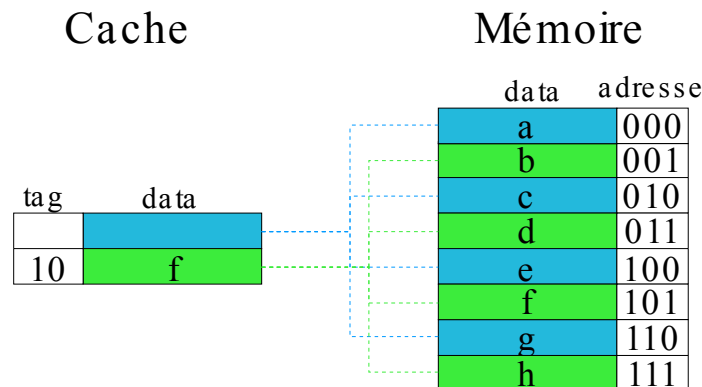 Cache Mémoire
data adresse
a 000
b 001
tag data c 010
d 011
10 f e 100
f 101
g 110
h 111